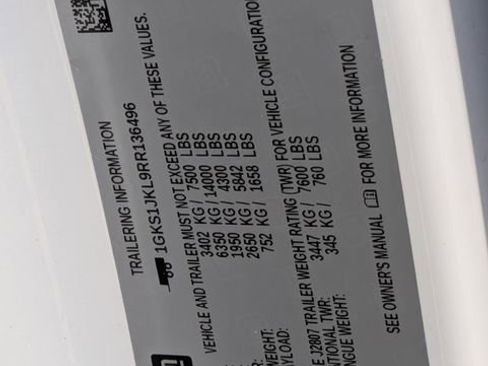 TRAILERING INFORMATION
1GKS1JKL9RR136496
VEHICLE AND TRAILER MUST NOT EXCEED ANY OF THESE VALUES.
3402 KG / 7500 LBS
6350 KG / 14000 LBS
1950 KG / 4300 LBS
2650 KG / 5842 LBS
752 KG / 1658 LBS
WEIGHT:
AYLOAD:
E J2807 TRAILER WEIGHT RATING (TWR) FOR VEHICLE CONFIGURATIO
TIONAL TWR: 3447 KG / 7600 LBS
NGUE WEIGHT: 345 KG / 760 LBS
SEE OWNER'S MANUAL FOR MORE INFORMATION